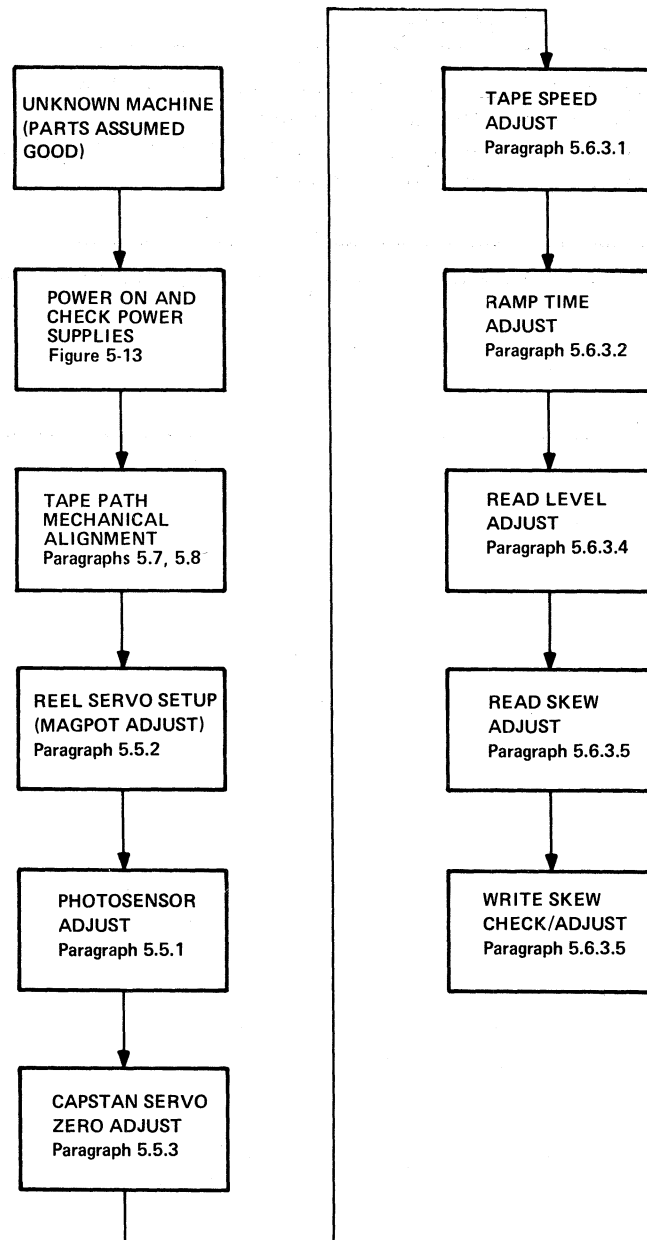 UNKNOWN MACHINE
(PARTS ASSUMED
GOOD)
POWER ON AND
CHECK POWER
SUPPLIES
Figure 5-13
TAPE PATH
MECHANICAL
ALIGNMENT
Paragraphs 5.7, 5.8
REEL SERVO SETUP
(MAGPOT ADJUST)
Paragraph 5.5.2
PHOTOSENSOR
ADJUST
Paragraph 5.5.1
CAPSTAN SERVO
ZERO ADJUST
Paragraph 5.5.3
TAPE SPEED
ADJUST
Paragraph 5.6.3.1
RAMP TIME
ADJUST
Paragraph 5.6.3.2
READ LEVEL
ADJUST
Paragraph 5.6.3.4
READ SKEW
ADJUST
Paragraph 5.6.3.5
WRITE SKEW
CHECK/ADJUST
Paragraph 5.6.3.5